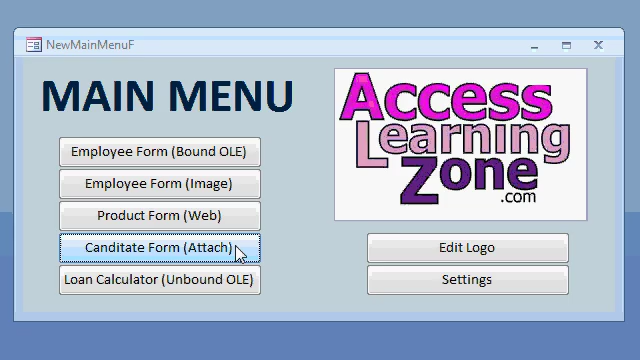 NewMainMenuF
MAIN MENU
Employee Form (Bound OLE)
Employee Form (Image)
Product Form (Web)
Canditate Form (Attach)
Loan Calculator (Unbound OLE)
Access
Learning
Zone
.com
Edit Logo
Settings